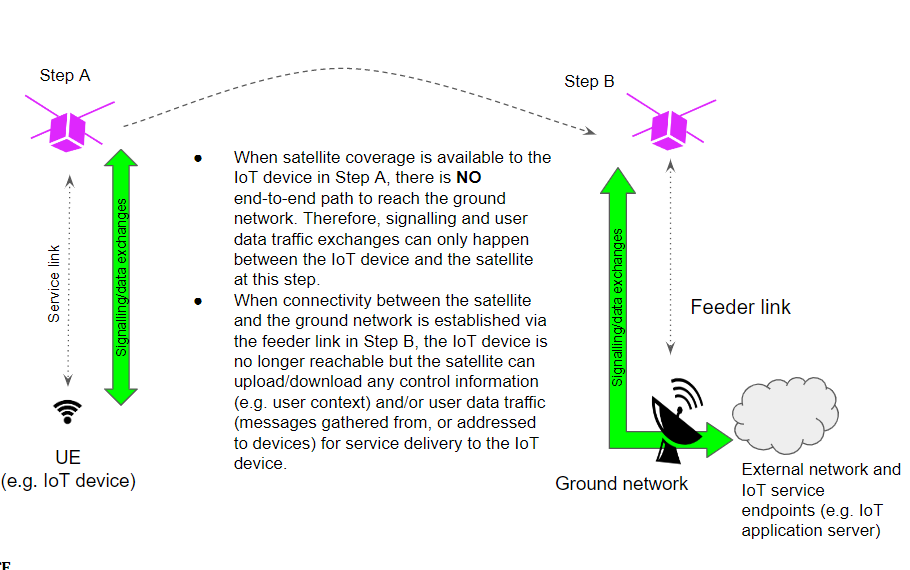 Step A
Step B
● When satellite coverage is available to the
IoT device in Step A, there is NO
end-to-end path to reach the ground
network. Therefore, signalling and user
data traffic exchanges can only happen
between the IoT device and the satellite
at this step.
● When connectivity between the satellite
and the ground network is established via
the feeder link in Step B, the IoT device is
no longer reachable but the satellite can
upload/download any control information
(e.g. user context) and/or user data traffic
(messages gathered from, or addressed
to devices) for service delivery to the IoT
device.
Service link
Signalling/data exchanges
Signalling/data exchanges
Feeder link
UE
(e.g. IoT device)
Ground network
External network and
IoT service
endpoints (e.g. IoT
application server)